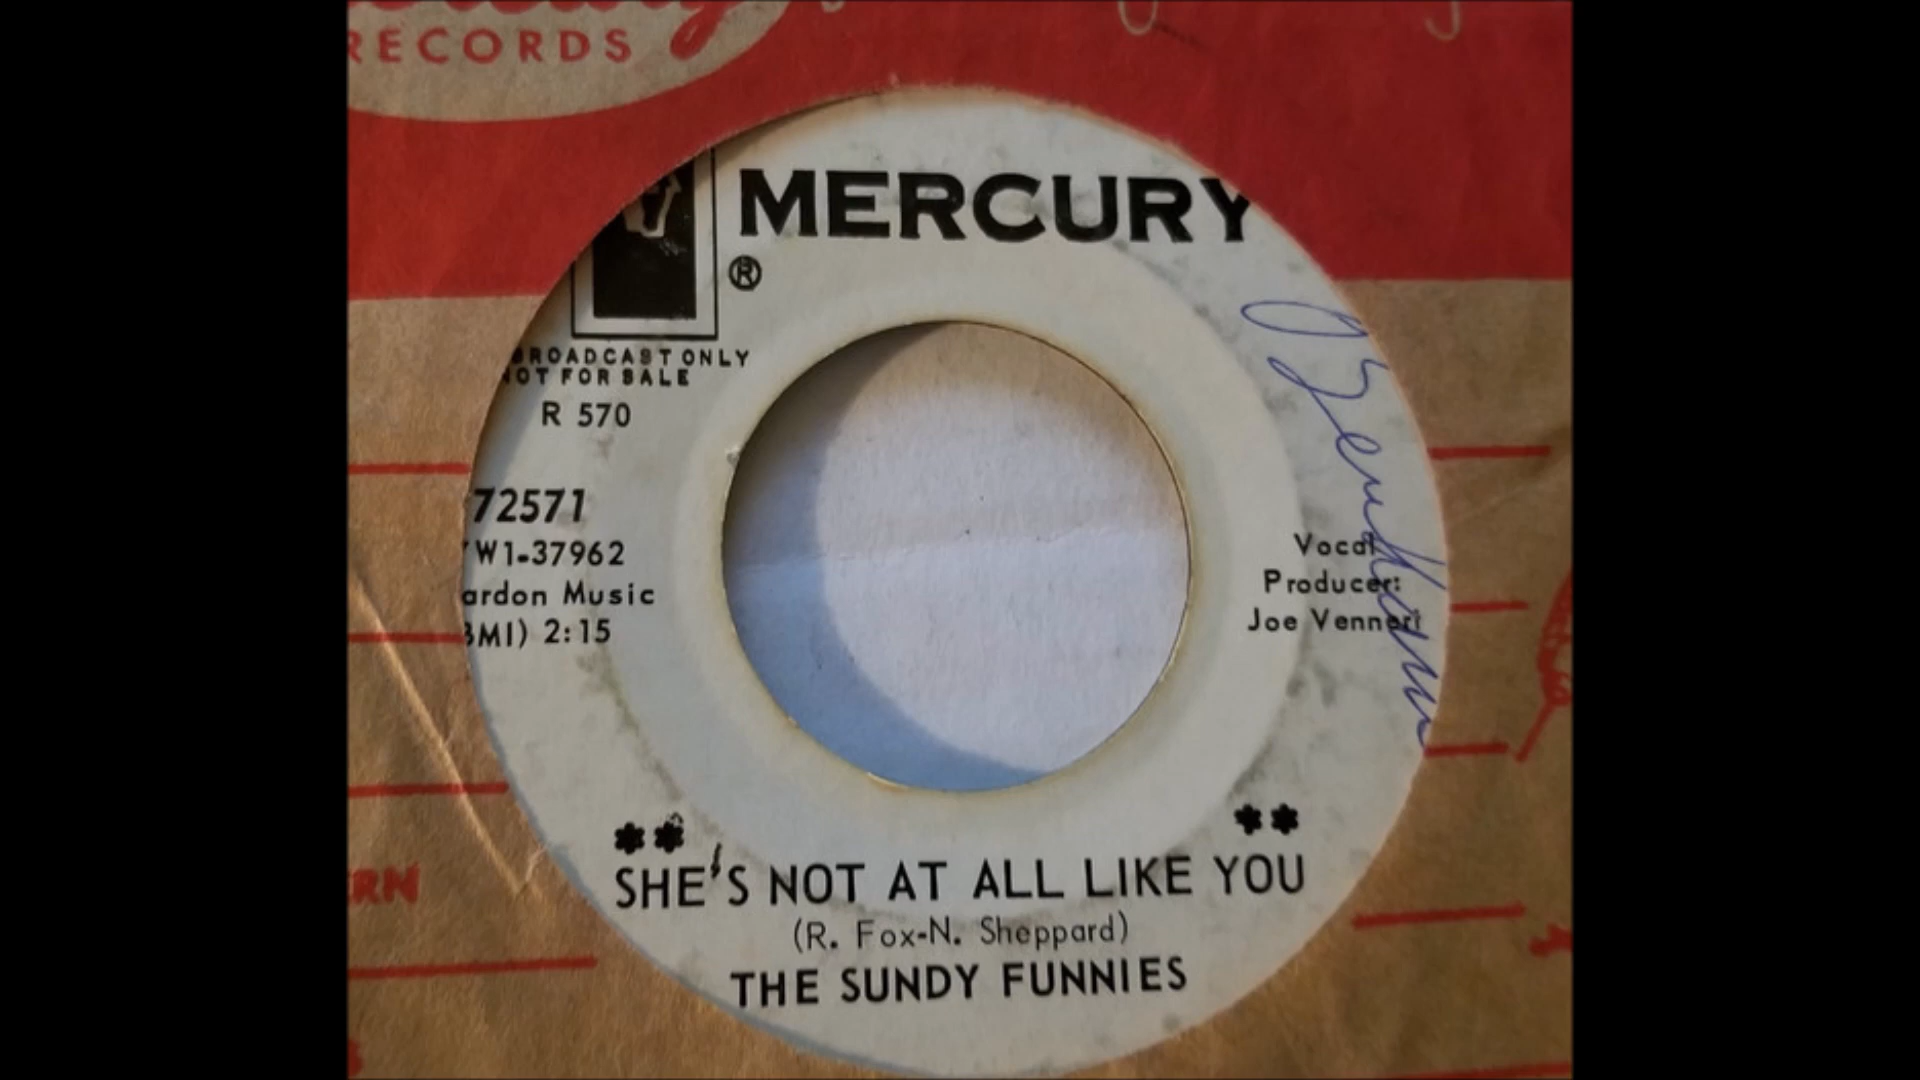 RECORDS
MERCURY
®
BROADCAST ONLY
NOT FOR SALE
R 570
72571
YW1-37962
ardon Music
BMI) 2:15
Vocal
Producer:
Joe Venneri
** **
SHE'S NOT AT ALL LIKE YOU
(R. Fox-N. Sheppard)
THE SUNDY FUNNIES
RN